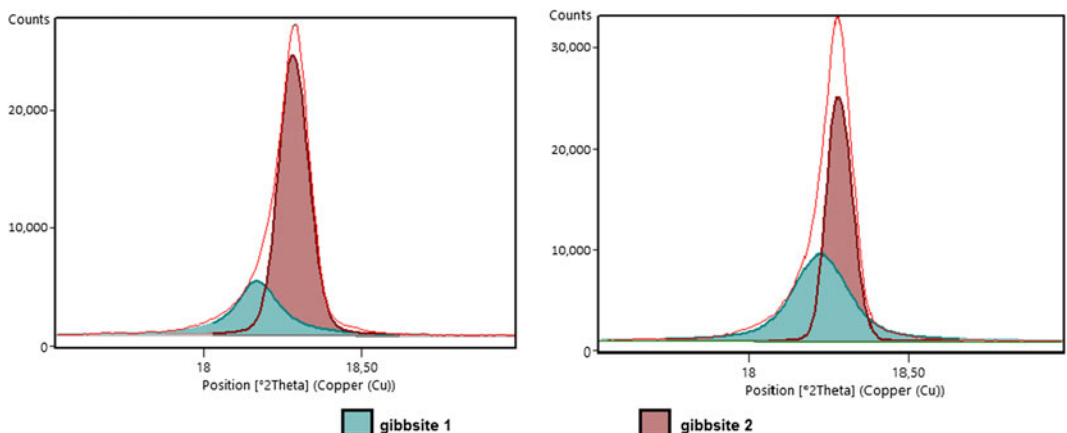 Counts
20,000
10,000
0
18
18,50
Position [°2Theta] (Copper (Cu))
Counts
30,000
20,000
10,000
0
18
18,50
Position [°2Theta] (Copper (Cu))
gibbsite 1
gibbsite 2